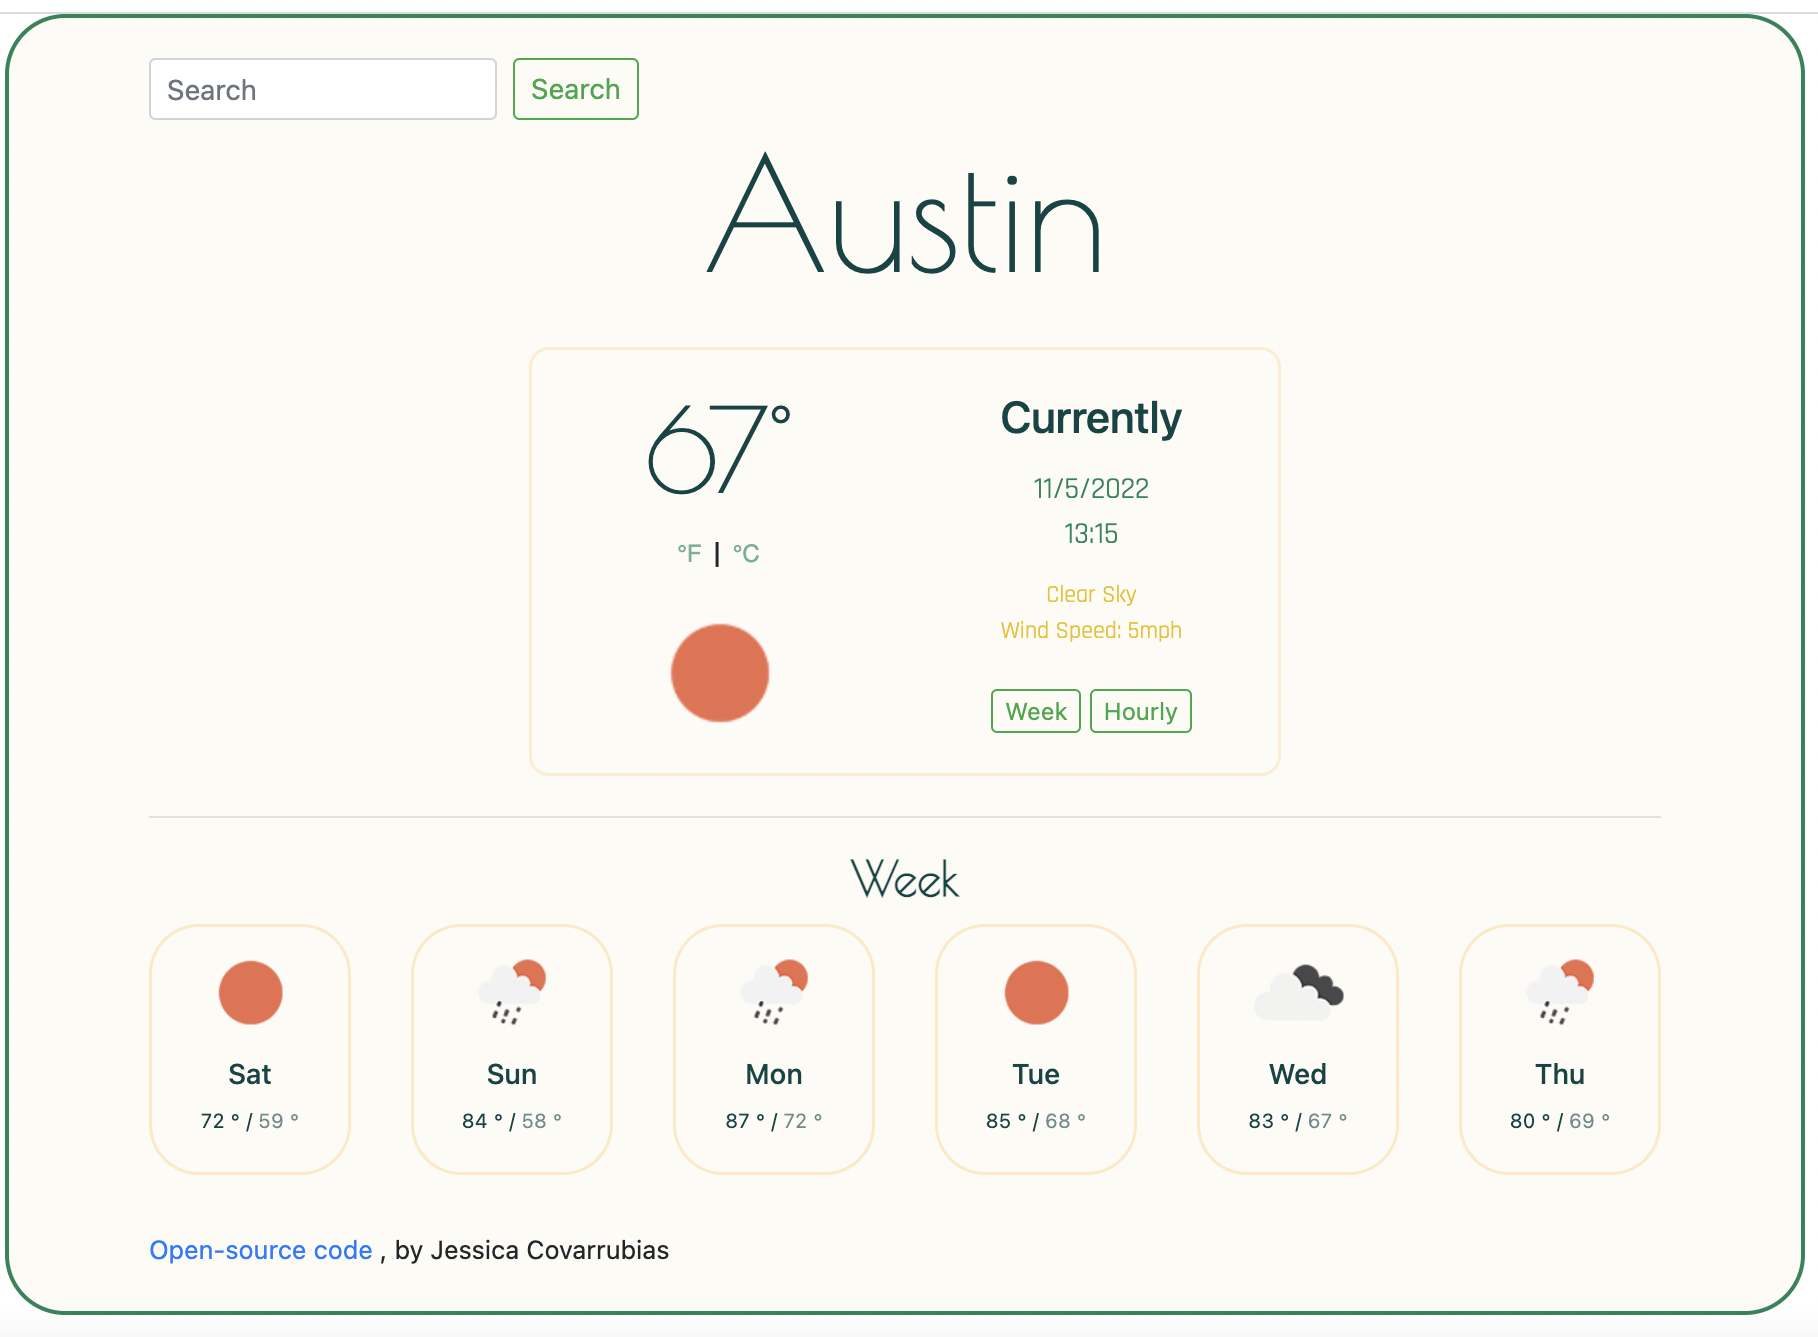 Search Search
Austin
67°
°F | °C
Currently
11/5/2022
13:15
Clear Sky
Wind Speed: 5mph
Week Hourly
Week
Sat
72 ° / 59 °
Sun
84 ° / 58 °
Mon
87 ° / 72 °
Tue
85 ° / 68 °
Wed
83 ° / 67 °
Thu
80 ° / 69 °
Open-source code , by Jessica Covarrubias